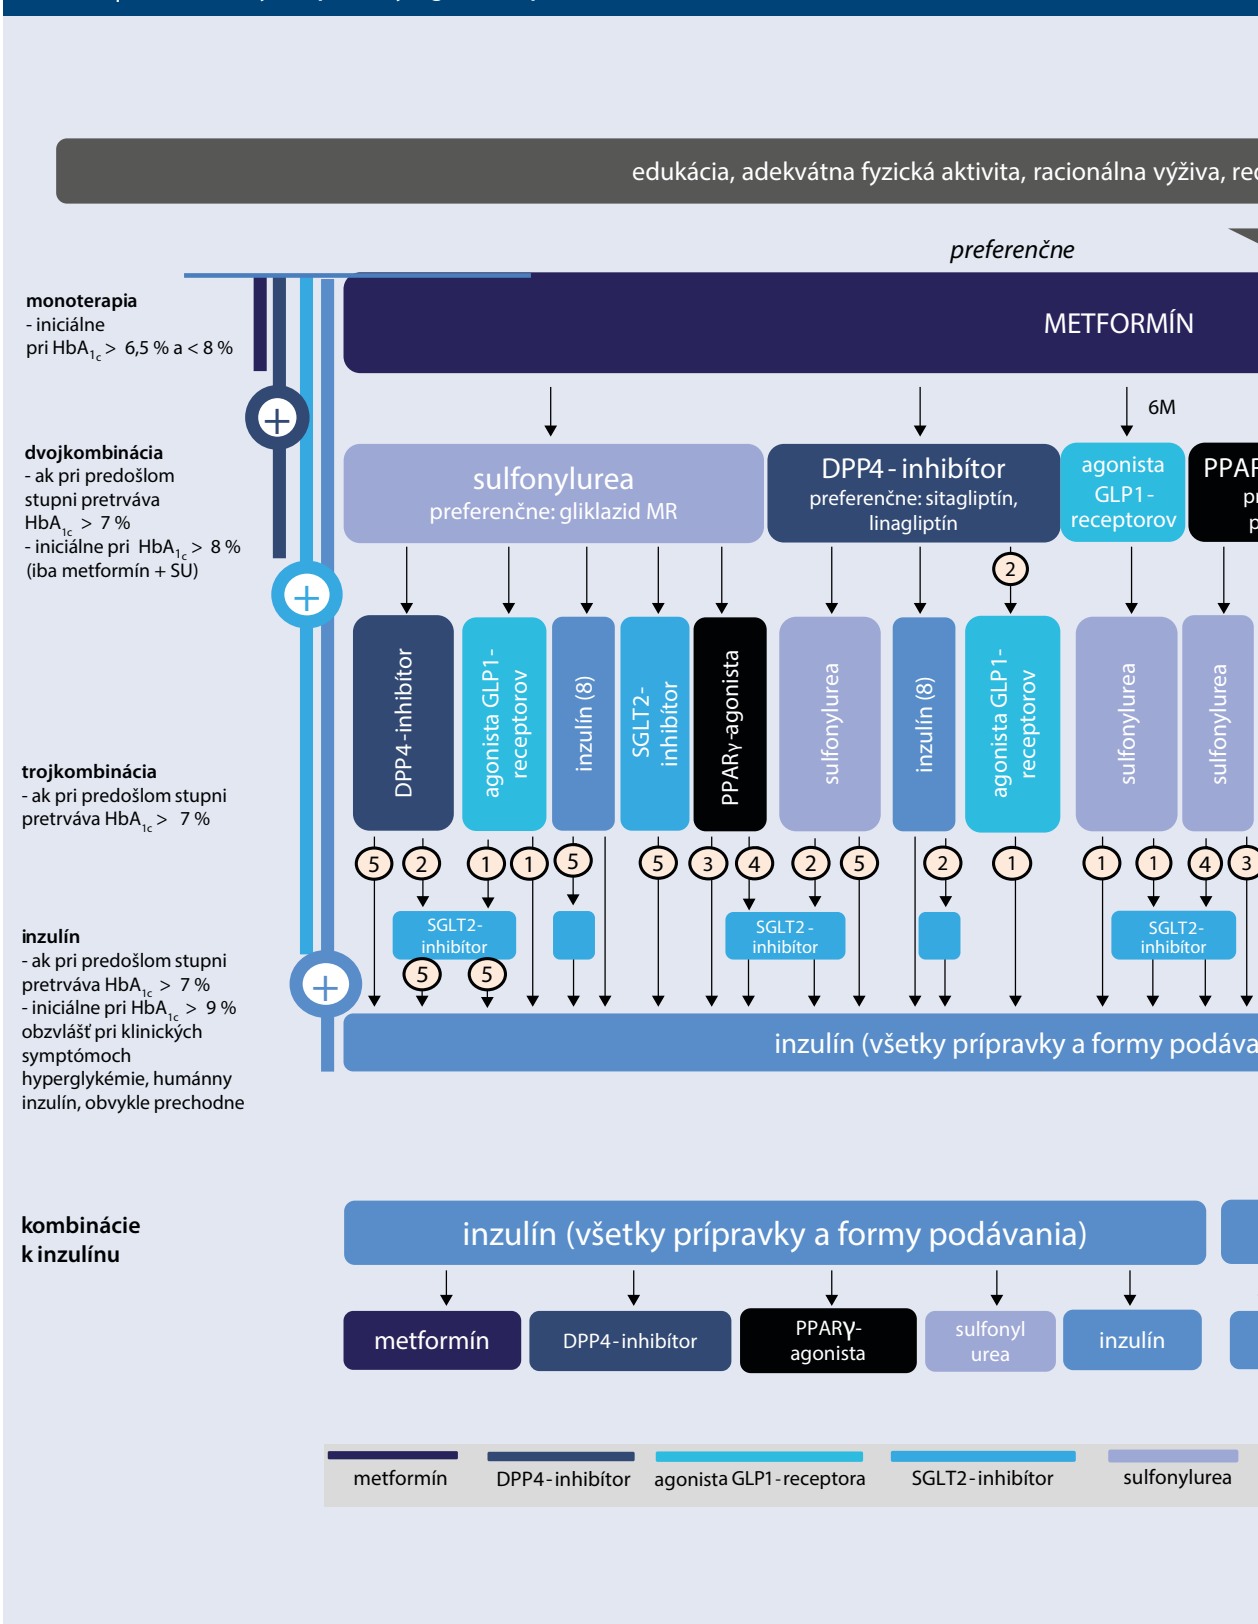 edukácia, adekvátna fyzická aktivita, racionálna výživa,
preferenčne
monoterapia
- iniciálne
pri HbA1c > 6,5 % a < 8 %
METFORMÍN
6M
dvojkombinácia
- ak pri predošlom
stupni pretrváva
HbA1c > 7 %
- iniciálne pri HbA1c > 8 %
(iba metformín + SU)
sulfonylurea
preferenčne: gliklazid MR
DPP4 - inhibítor
preferenčne: sitagliptín,
linagliptín
agonista
GLP1-
receptorov
PPAR
2
trojkombinácia
- ak pri predošlom stupni
pretrváva HbA1c > 7 %
DPP4-inhibítor
agonista GLP1-
receptorov
inzulín (8)
SGLT2-
inhibítor
PPARγ-agonista
sulfonylurea
inzulín (8)
agonista GLP1-
receptorov
sulfonylurea
sulfonylurea
5 2 1 1 5 5 3 4 2 5 2 1 1 1 4 3
SGLT2-
inhibítor
SGLT2-
inhibítor
SGLT2-
inhibítor
5 5
inzulín
- ak pri predošlom stupni
pretrváva HbA1c > 7 %
- iniciálne pri HbA1c > 9 %
obzvlášť pri klinických
symptómoch
hyperglykémie, humánny
inzulín, obvykle prechodne
inzulín (všetky prípravky a formy
kombinácie
k inzulínu
inzulín (všetky prípravky a formy podávania)
metformín
DPP4-inhibítor
PPARγ-
agonista
sulfonyl
urea
inzulín
metformín
DPP4-inhibítor
agonista GLP1-receptora
SGLT2-inhibítor
sulfonylurea